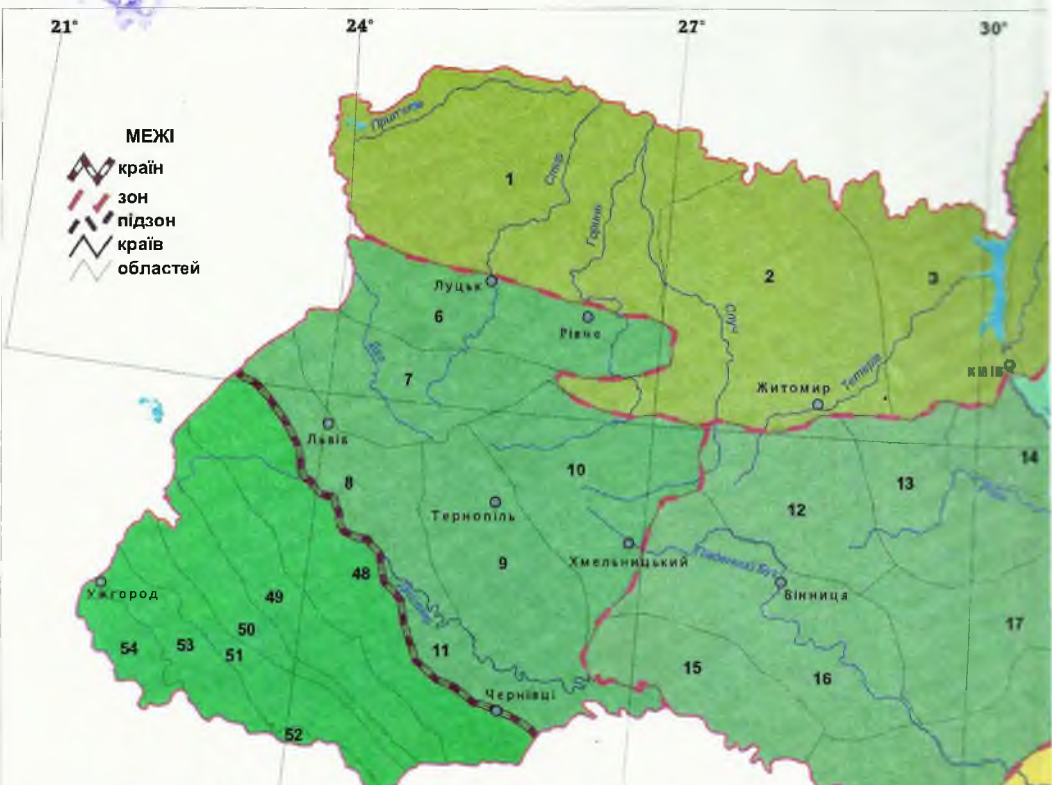 21° 24° 27° 30°
МЕЖІ
країн
зон
підзон
країв
областей
Прип'ять
Стир
Горинь
Случ
Тетерів
1
2
3
Луцьк
Рівне
КИЇВ
Житомир
6
7
Львів
8
10
Тернопіль
9
Хмельницький
12
13
14
Рось
Південний Буг
Вінниця
Ужгород
48
49
50
51
53
54
11
Чернівці
52
15
16
17